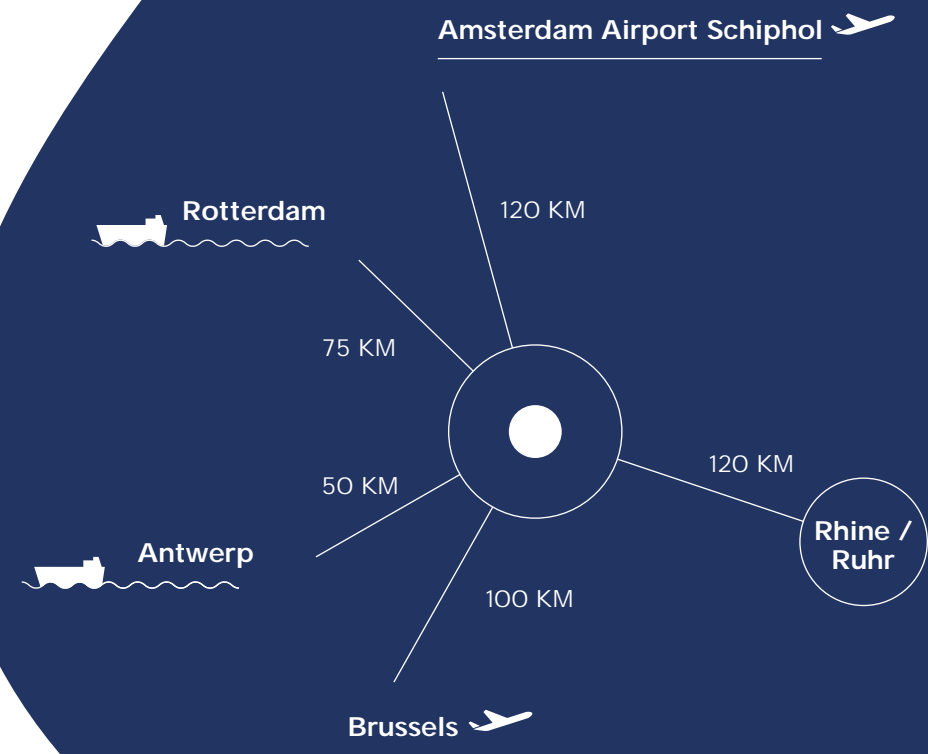 Amsterdam Airport Schiphol
120 KM
Rotterdam
75 KM
120 KM
50 KM
Rhine /
Ruhr
Antwerp
100 KM
Brussels